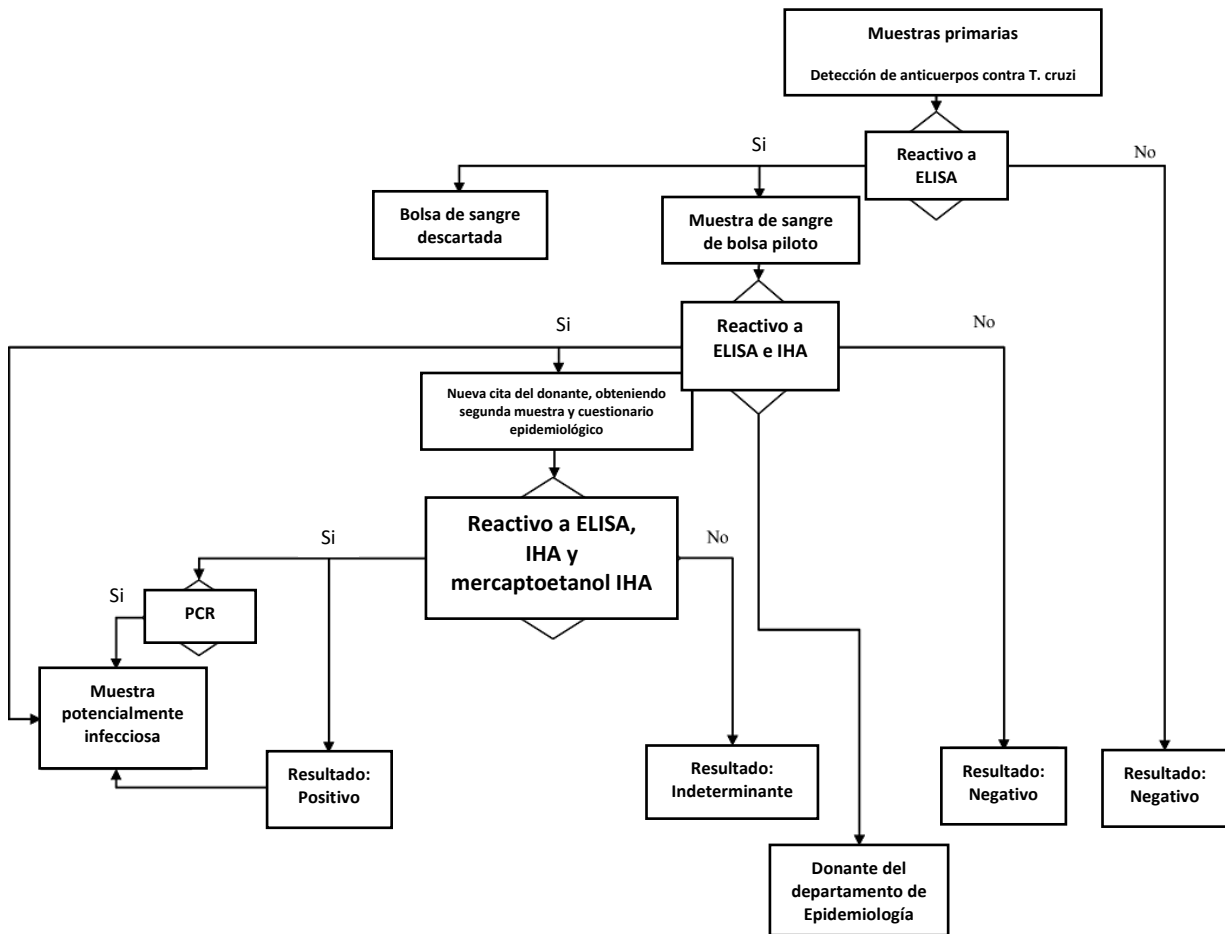 Muestras primarias
Detección de anticuerpos contra T. cruzi
Si
Reactivo a
ELISA
No
Bolsa de sangre
descartada
Muestra de sangre
de bolsa piloto
Si
Reactivo a
ELISA e IHA
No
Nueva cita del donante, obteniendo
segunda muestra y cuestionario
epidemiológico
Si
Reactivo a ELISA,
IHA y
mercaptoetanol IHA
No
Si
PCR
Muestra
potencialmente
infecciosa
Resultado:
Positivo
Resultado:
Indeterminante
Resultado:
Negativo
Resultado:
Negativo
Donante del
departamento de
Epidemiología